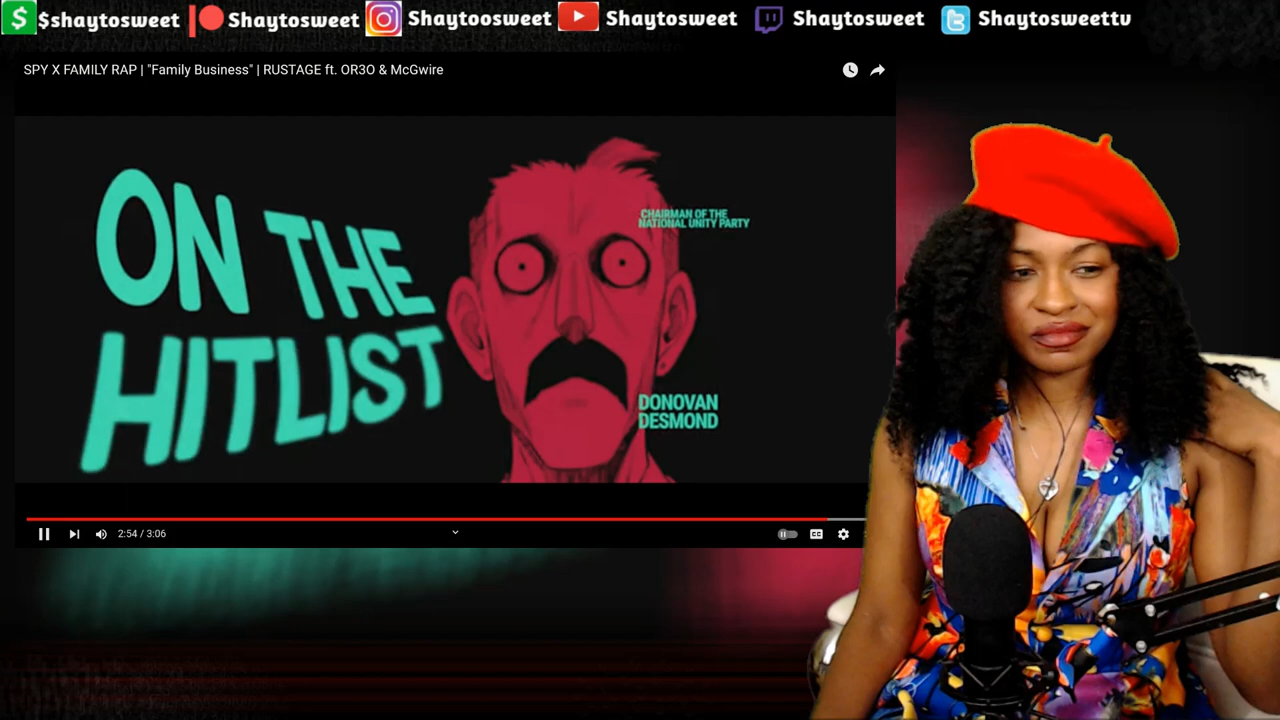 $shaytosweet Shaytosweet Shaytoosweet Shaytosweet Shaytosweet Shaytosweettv
SPY X FAMILY RAP | "Family Business" | RUSTAGE ft. OR3O & McGwire
ON THE
HITLIST
CHAIRMAN OF THE
NATIONAL UNITY PARTY
DONOVAN
DESMOND
2:54 / 3:06